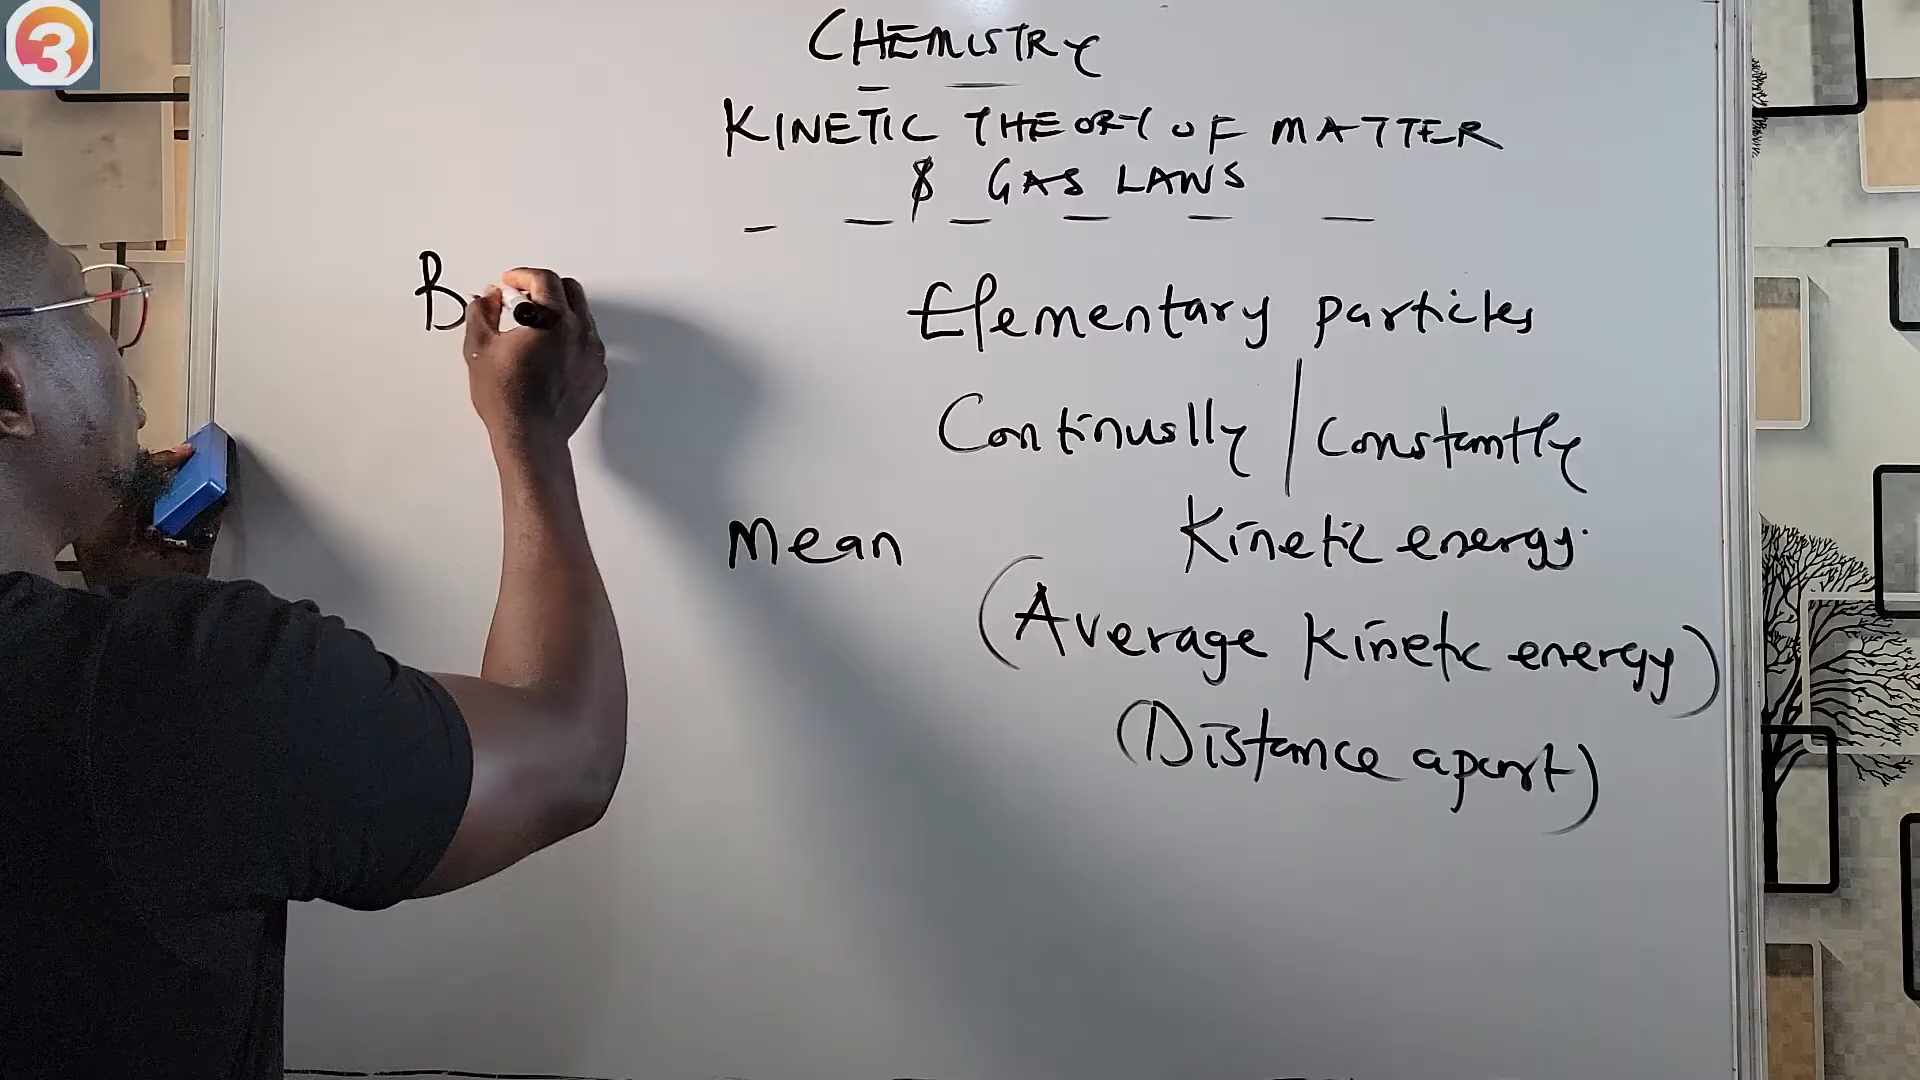 3
CHEMISTRY
KINETIC THEORY OF MATTER
& GAS LAWS
B
Elementary particles
Continuslly / constantly
Mean Kinetic energy.
(Average Kinetic energy)
(Distance apart)